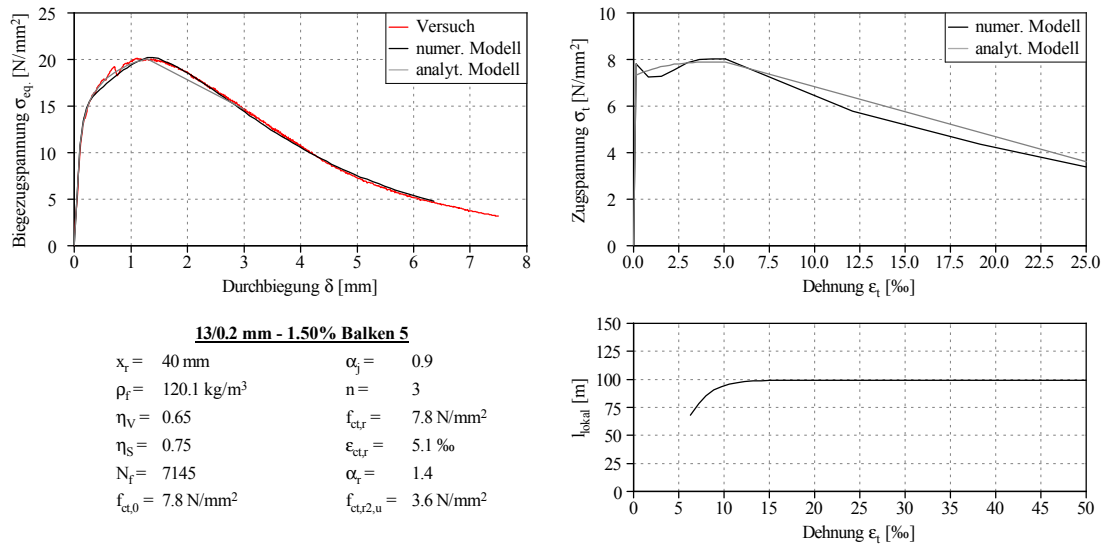 Biegezugspannung σeq. [N/mm²]
25
20
15
10
5
0
0 1 2 3 4 5 6 7 8
Durchbiegung δ [mm]
Versuch
numer. Modell
analyt. Modell
Zugspannung σt [N/mm²]
10
8
6
4
2
0
0.0 2.5 5.0 7.5 10.0 12.5 15.0 17.5 20.0 22.5 25.0
Dehnung εt [‰]
numer. Modell
analyt. Modell
13/0.2 mm - 1.50% Balken 5
xr = 40 mm
ρf = 120.1 kg/m³
ηV = 0.65
ηS = 0.75
Nf = 7145
fct,0 = 7.8 N/mm²
αj = 0.9
n = 3
fct,r = 7.8 N/mm²
εct,r = 5.1 ‰
αr = 1.4
fct,r2,u = 3.6 N/mm²
llokal [m]
150
125
100
75
50
25
0
0 5 10 15 20 25 30 35 40 45 50
Dehnung εt [‰]